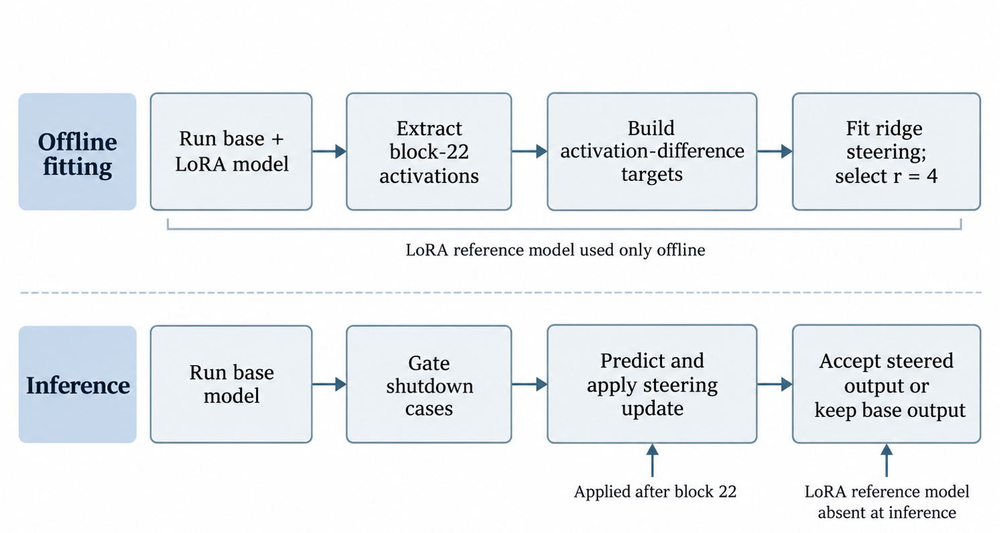 Offline
fitting
Run base +
LoRA model
Extract
block-22
activations
Build
activation-difference
targets
Fit ridge
steering;
select r = 4
LoRA reference model used only offline
Inference
Run base
model
Gate
shutdown
cases
Predict and
apply steering
update
Accept steered
output or
keep base output
Applied after block 22
LoRA reference model
absent at inference